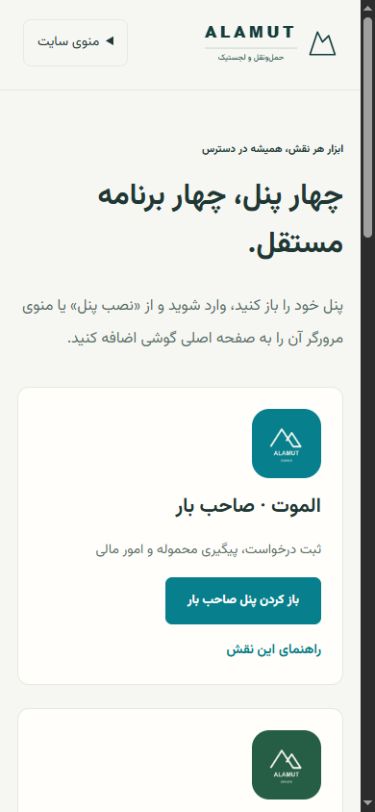 ALAMUT
حمل‌ونقل و لجستیک
منوی سایت
ابزار هر نقش، همیشه در دسترس
چهار پنل، چهار برنامه
مستقل.
پنل خود را باز کنید، وارد شوید و از «نصب پنل» یا منوی
مرورگر آن را به صفحه اصلی گوشی اضافه کنید.
ALAMUT
الموت · صاحب بار
ثبت درخواست، پیگیری محموله و امور مالی
باز کردن پنل صاحب بار
راهنمای این نقش
ALAMUT